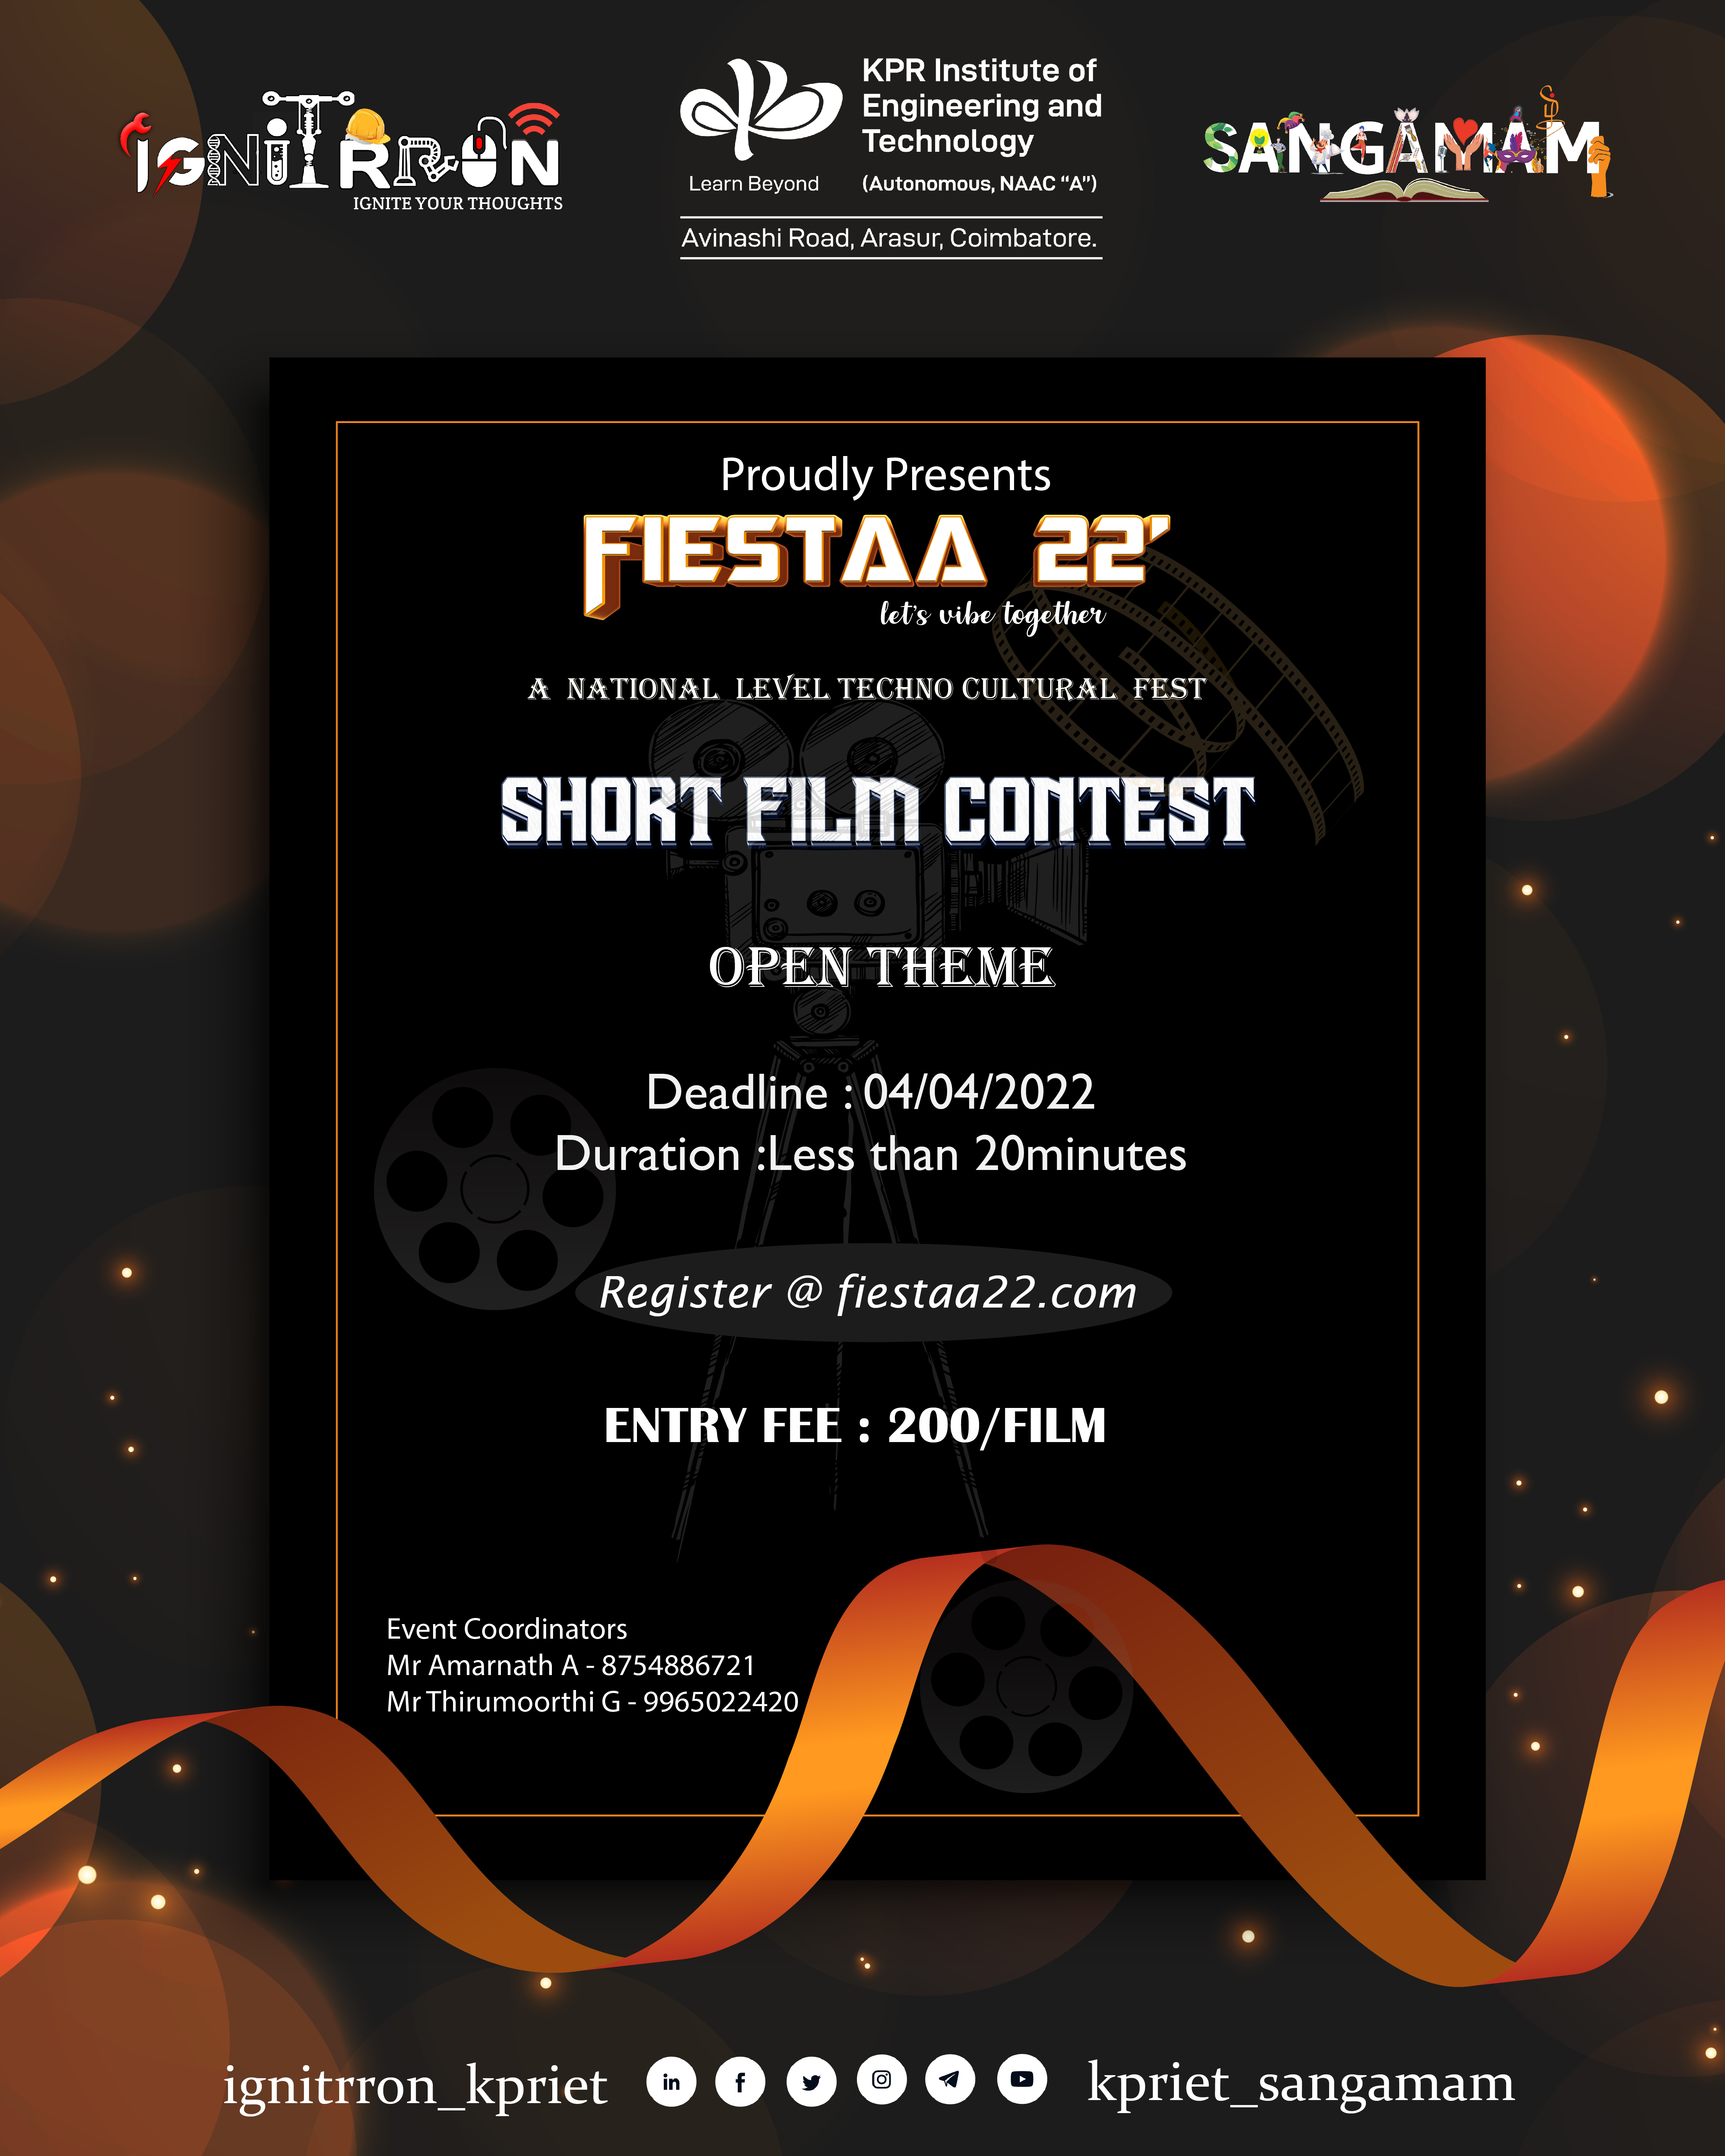 IGNITRRON
IGNITE YOUR THOUGHTS
KPR Institute of
Engineering and
Technology
Learn Beyond
(Autonomous, NAAC “A”)
Avinashi Road, Arasur, Coimbatore.
SANGAMAM
Proudly Presents
FIESTAA 22'
let's vibe together
A NATIONAL LEVEL TECHNO CULTURAL FEST
SHORT FILM CONTEST
OPEN THEME
Deadline : 04/04/2022
Duration :Less than 20minutes
Register @ fiestaa22.com
ENTRY FEE : 200/FILM
Event Coordinators
Mr Amarnath A - 8754886721
Mr Thirumoorthi G - 9965022420
ignitrron_kpriet
kpriet_sangamam